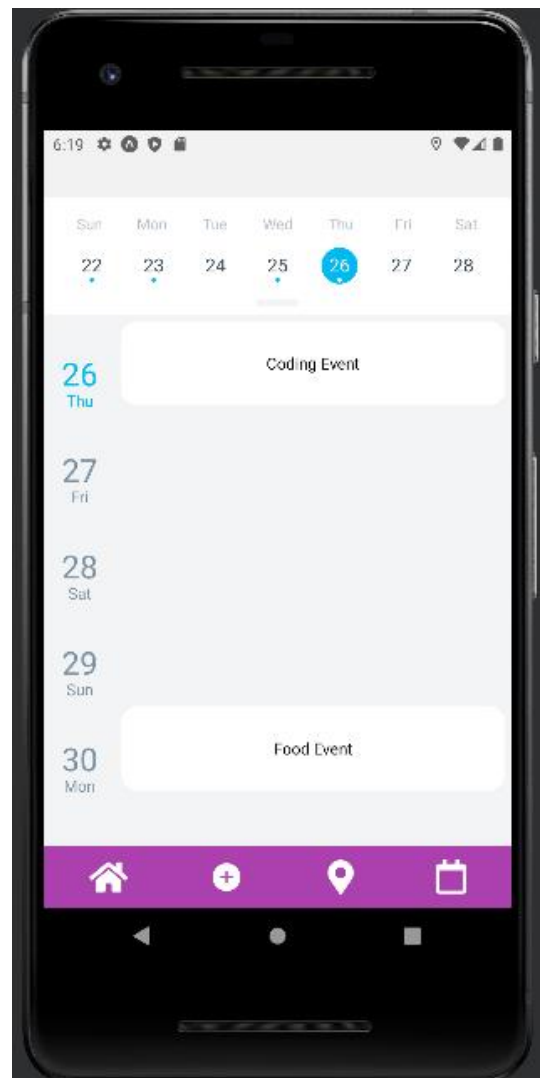 6:19
Sun Mon Tue Wed Thu Fri Sat
22 23 24 25 26 27 28
26
Thu
Coding Event
27
Fri
28
Sat
29
Sun
30
Mon
Food Event